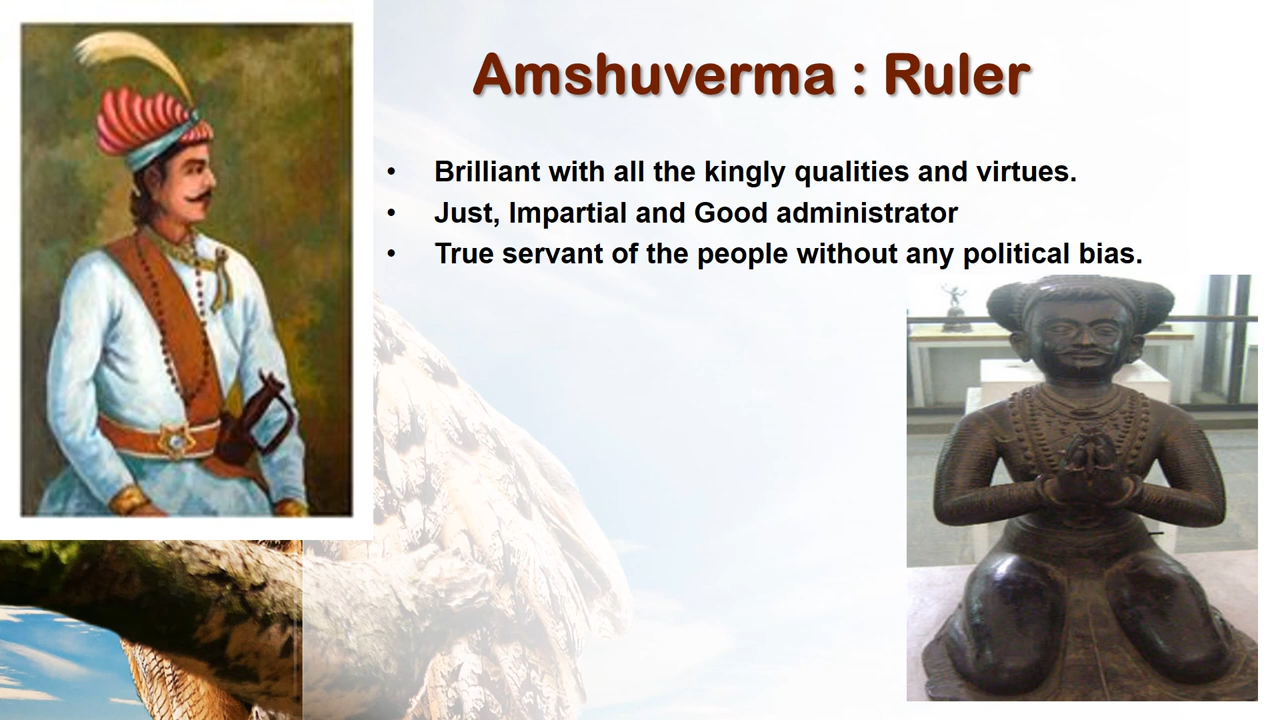 Amshuverma : Ruler
• Brilliant with all the kingly qualities and virtues.
• Just, Impartial and Good administrator
• True servant of the people without any political bias.